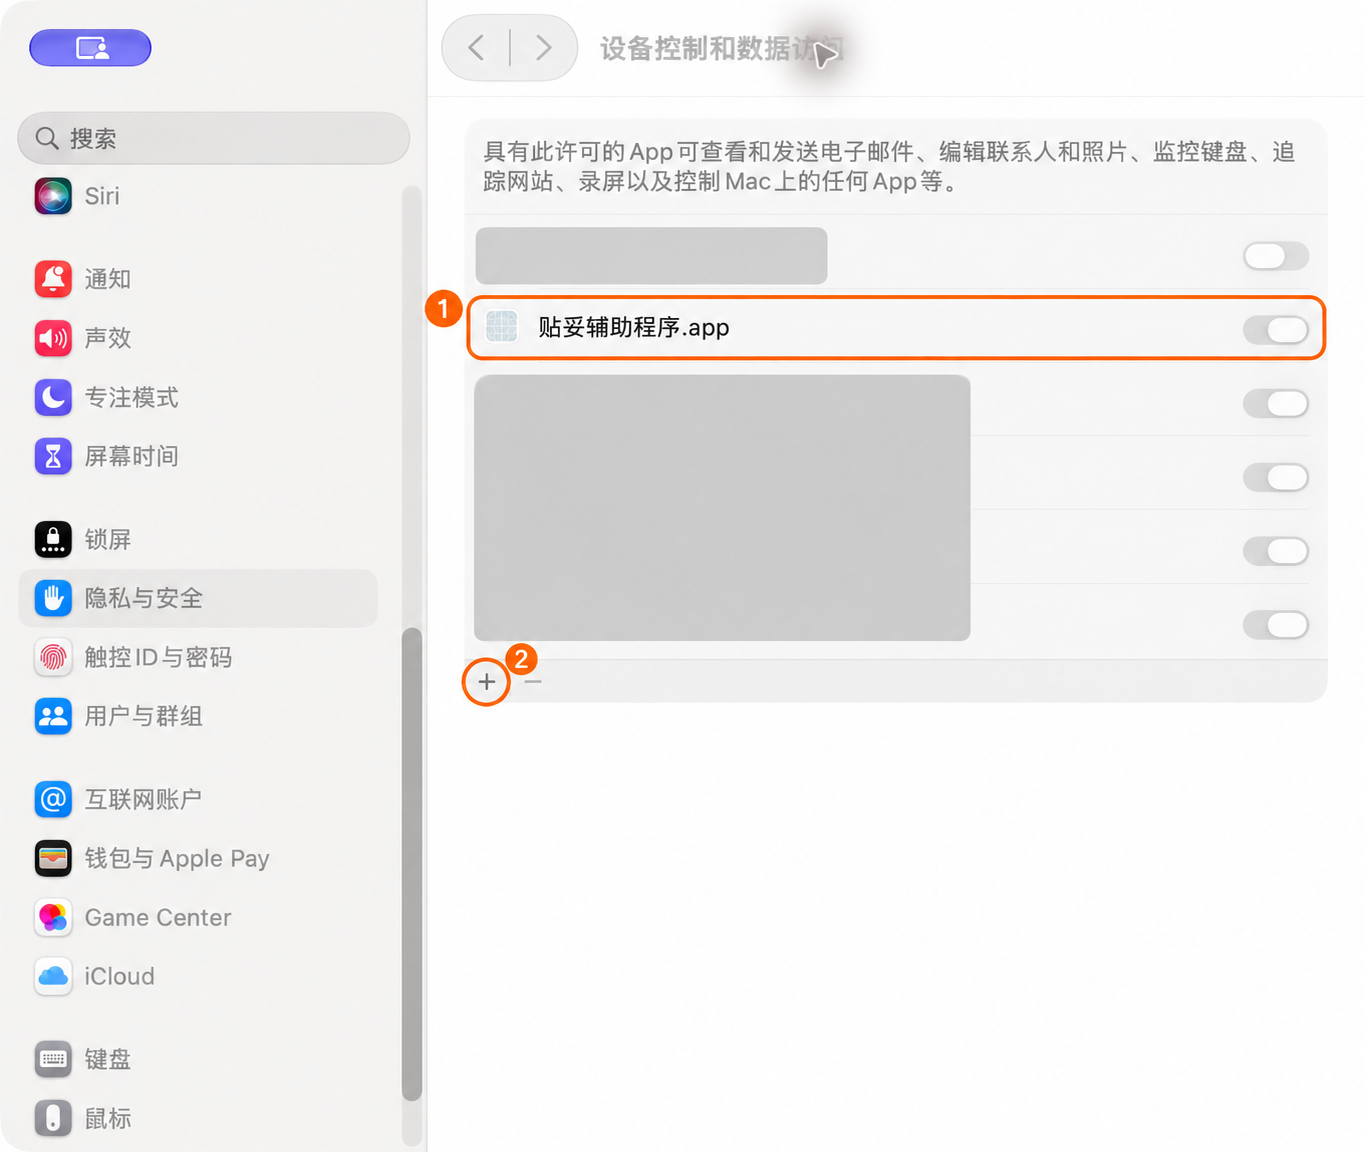 设备控制和数据访问
搜索
Siri
通知
声效
专注模式
屏幕时间
锁屏
隐私与安全
触控ID与密码
用户与群组
互联网账户
钱包与Apple Pay
Game Center
iCloud
键盘
鼠标
具有此许可的App可查看和发送电子邮件、编辑联系人和照片、监控键盘、追
踪网站、录屏以及控制Mac上的任何App等。
1
贴妥辅助程序.app
2